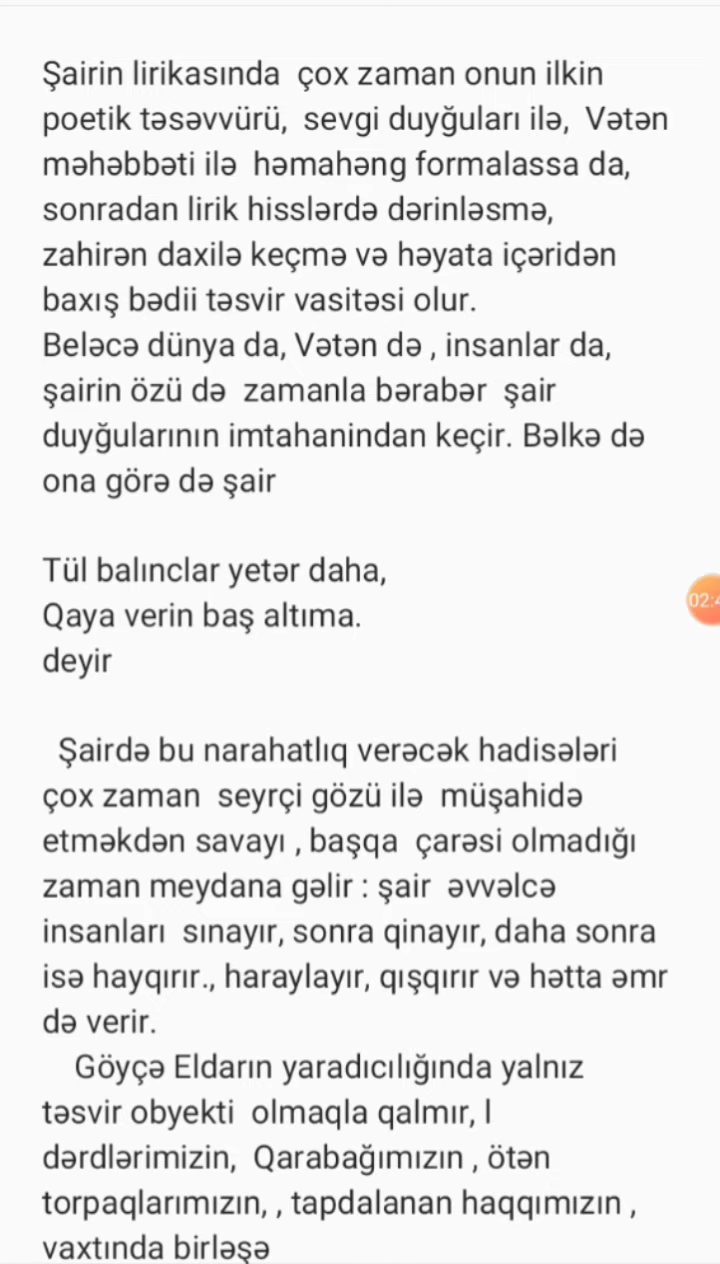 Şairin lirikasında  çox zaman onun ilkin
poetik təsəvvürü,  sevgi duyğuları ilə,  Vətən
məhəbbəti ilə  həmahəng formalassa da,
sonradan lirik hisslərdə dərinləsmə,
zahirən daxilə keçmə və həyata içəridən
baxış bədii təsvir vasitəsi olur.
Beləcə dünya da, Vətən də , insanlar da,
şairin özü də  zamanla bərabər  şair
duyğularının imtahanindan keçir. Bəlkə də
ona görə də şair
Tül balınclar yetər daha,
Qaya verin baş altıma.
deyir
Şairdə bu narahatlıq verəcək hadisələri
çox zaman  seyrçi gözü ilə  müşahidə
etməkdən savayı , başqa  çarəsi olmadığı
zaman meydana gəlir : şair  əvvəlcə
insanları  sınayır, sonra qinayır, daha sonra
isə hayqırır., haraylayır, qışqırır və hətta əmr
də verir.
Göyçə Eldarın yaradıcılığında yalnız
təsvir obyekti  olmaqla qalmır, l
dərdlərimizin,  Qarabağımızın , ötən
torpaqlarımızın, , tapdalanan haqqımızın ,
vaxtında birləşə